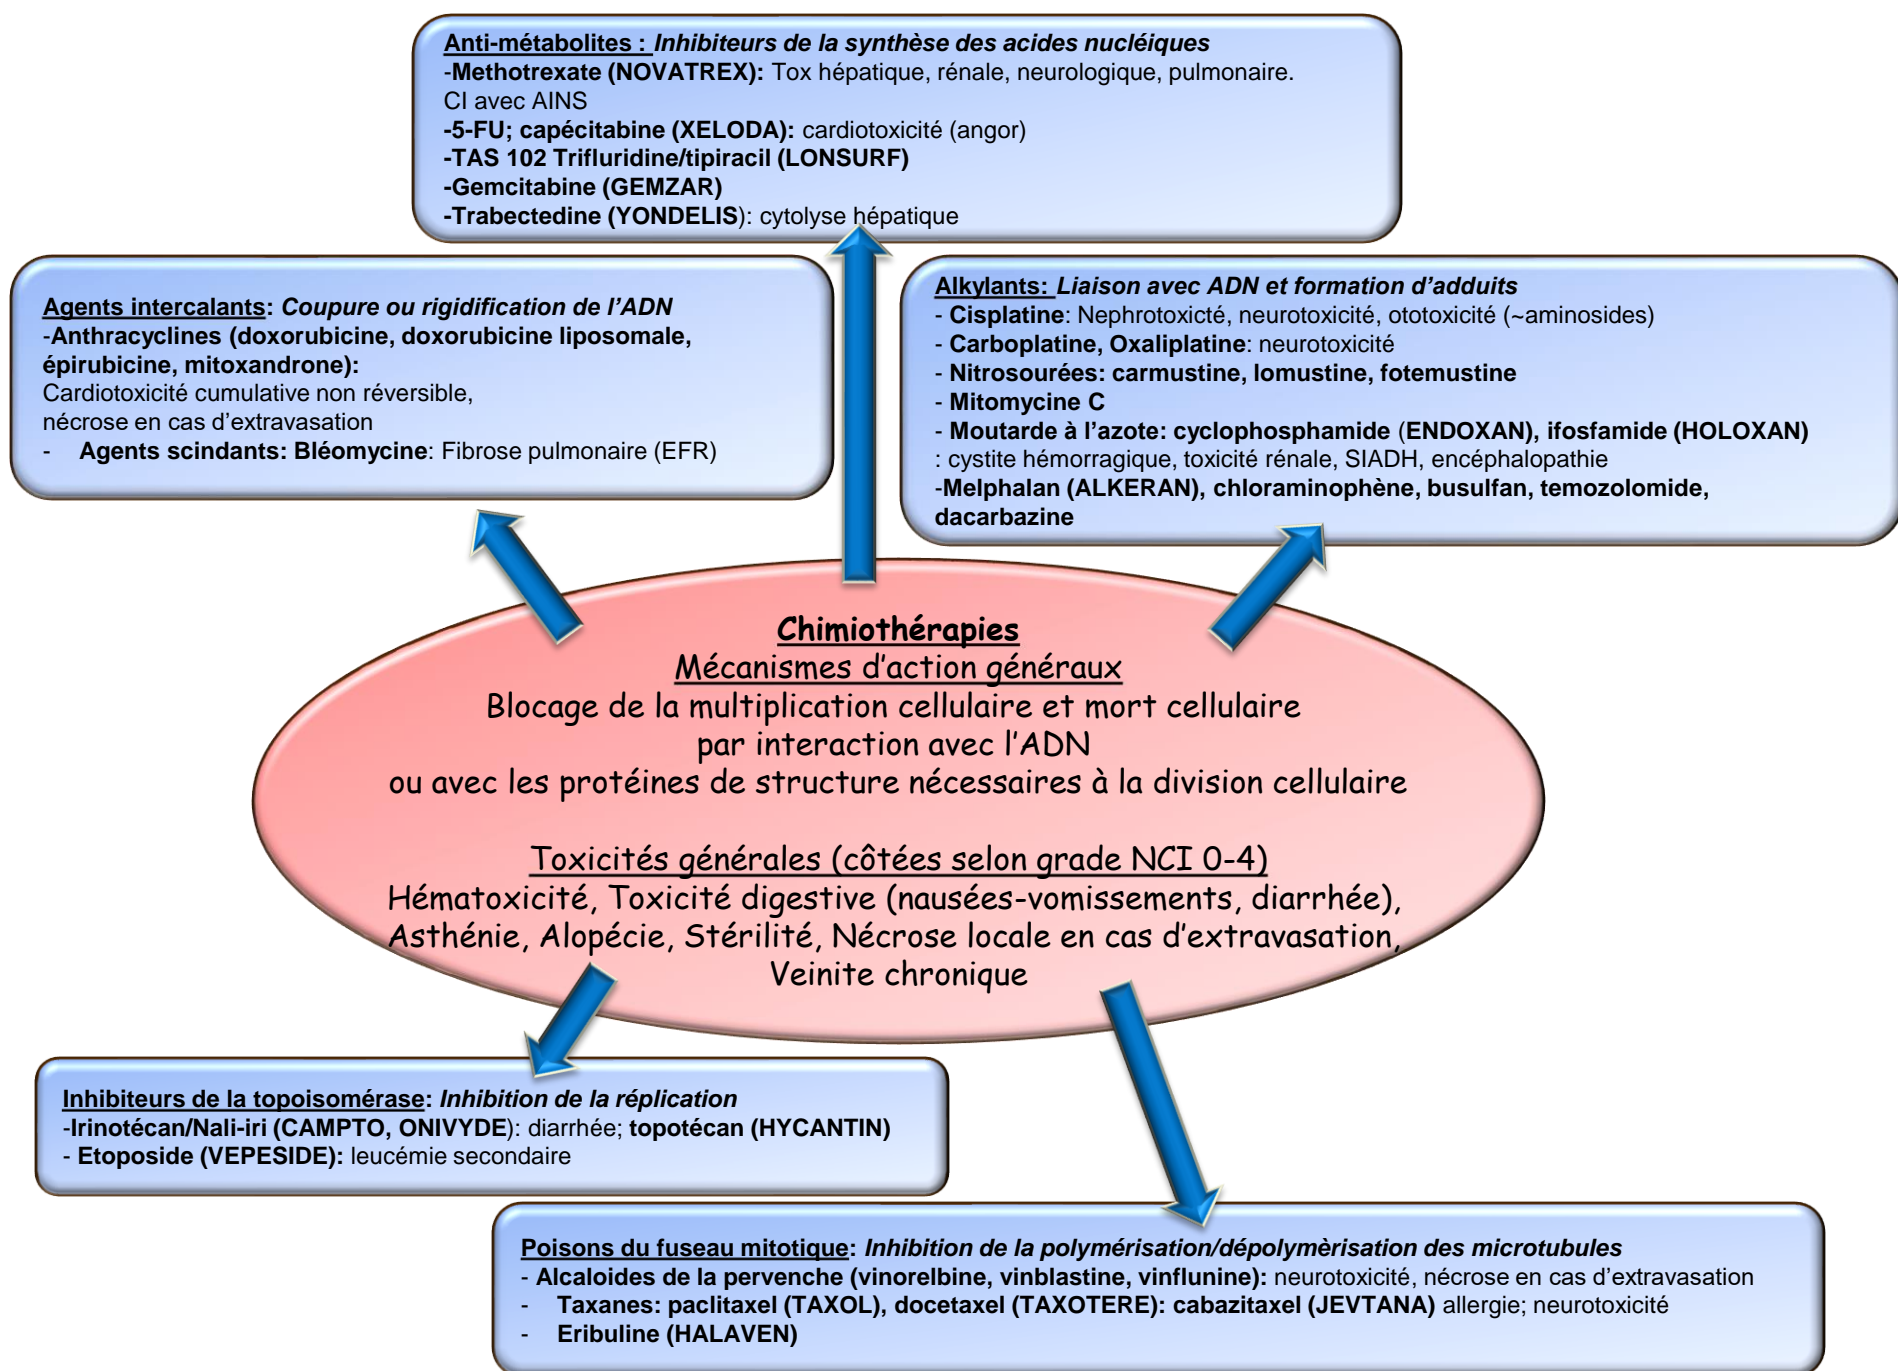 Anti-métabolites : Inhibiteurs de la synthèse des acides nucléiques
-Methotrexate (NOVATREX): Tox hépatique, rénale, neurologique, pulmonaire.
CI avec AINS
-5-FU; capécitabine (XELODA): cardiotoxicité (angor)
-TAS 102 Trifluridine/tipiracil (LONSURF)
-Gemcitabine (GEMZAR)
-Trabectedine (YONDELIS): cytolyse hépatique
Agents intercalants: Coupure ou rigidification de l’ADN
-Anthracyclines (doxorubicine, doxorubicine liposomale,
épirubicine, mitoxandrone):
Cardiotoxicité cumulative non réversible,
nécrose en cas d’extravasation
- Agents scindants: Bléomycine: Fibrose pulmonaire (EFR)
Alkylants: Liaison avec ADN et formation d’adduits
- Cisplatine: Nephrotoxicté, neurotoxicité, ototoxicité (~aminosides)
- Carboplatine, Oxaliplatine: neurotoxicité
- Nitrosourées: carmustine, lomustine, fotemustine
- Mitomycine C
- Moutarde à l’azote: cyclophosphamide (ENDOXAN), ifosfamide (HOLOXAN)
: cystite hémorragique, toxicité rénale, SIADH, encéphalopathie
-Melphalan (ALKERAN), chloraminophène, busulfan, temozolomide,
dacarbazine
Chimiothérapies
Mécanismes d’action généraux
Blocage de la multiplication cellulaire et mort cellulaire
par interaction avec l’ADN
ou avec les protéines de structure nécessaires à la division cellulaire
Toxicités générales (côtées selon grade NCI 0-4)
Hématoxicité, Toxicité digestive (nausées-vomissements, diarrhée),
Asthénie, Alopécie, Stérilité, Nécrose locale en cas d’extravasation,
Veinite chronique
Inhibiteurs de la topoisomérase: Inhibition de la réplication
-Irinotécan/Nali-iri (CAMPTO, ONIVYDE): diarrhée; topotécan (HYCANTIN)
- Etoposide (VEPESIDE): leucémie secondaire
Poisons du fuseau mitotique: Inhibition de la polymérisation/dépolymèrisation des microtubules
- Alcaloides de la pervenche (vinorelbine, vinblastine, vinflunine): neurotoxicité, nécrose en cas d’extravasation
- Taxanes: paclitaxel (TAXOL), docetaxel (TAXOTERE): cabazitaxel (JEVTANA) allergie; neurotoxicité
- Eribuline (HALAVEN)